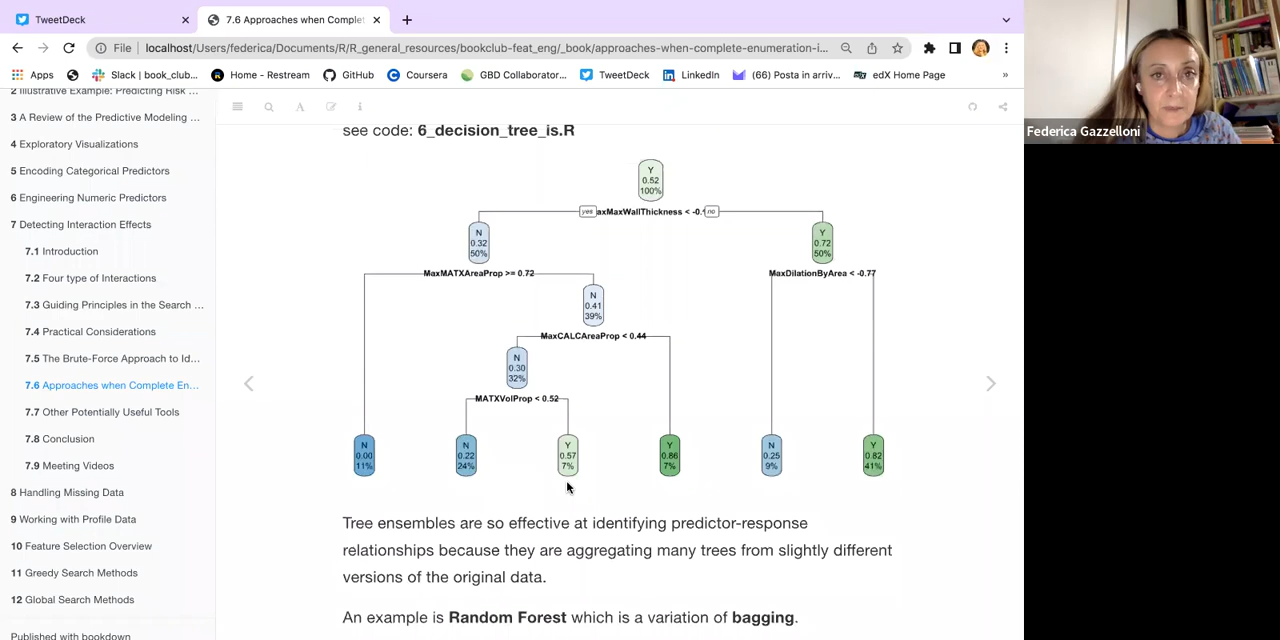 TweetDeck
7.6 Approaches when Complet
File
localhost/Users/federica/Documents/R/R_general_resources/bookclub-feat_eng/_book/approaches-when-complete-enumeration-i...
Apps
Slack | book_club...
Home - Restream
GitHub
Coursera
GBD Collaborator...
TweetDeck
LinkedIn
(66) Posta in arriv...
edX Home Page
»
2 Illustrative Example: Predicting Risk ...
3 A Review of the Predictive Modeling ...
4 Exploratory Visualizations
5 Encoding Categorical Predictors
6 Engineering Numeric Predictors
7 Detecting Interaction Effects
7.1 Introduction
7.2 Four type of Interactions
7.3 Guiding Principles in the Search ...
7.4 Practical Considerations
7.5 The Brute-Force Approach to Id...
7.6 Approaches when Complete En...
7.7 Other Potentially Useful Tools
7.8 Conclusion
7.9 Meeting Videos
8 Handling Missing Data
9 Working with Profile Data
10 Feature Selection Overview
11 Greedy Search Methods
12 Global Search Methods
Published with bookdown
see code: 6_decision_tree_is.R
Y
0.52
100%
yes
axMaxWallThickness < -0.
no
N
0.32
50%
Y
0.72
50%
MaxMATXAreaProp >= 0.72
MaxDilationByArea < -0.77
N
0.41
39%
MaxCALCAreaProp < 0.44
N
0.30
32%
MATXVolProp < 0.52
N
0.00
11%
N
0.22
24%
Y
0.57
7%
Y
0.86
7%
N
0.25
9%
Y
0.82
41%
Tree ensembles are so effective at identifying predictor-response
relationships because they are aggregating many trees from slightly different
versions of the original data.
An example is Random Forest which is a variation of bagging.
Federica Gazzelloni